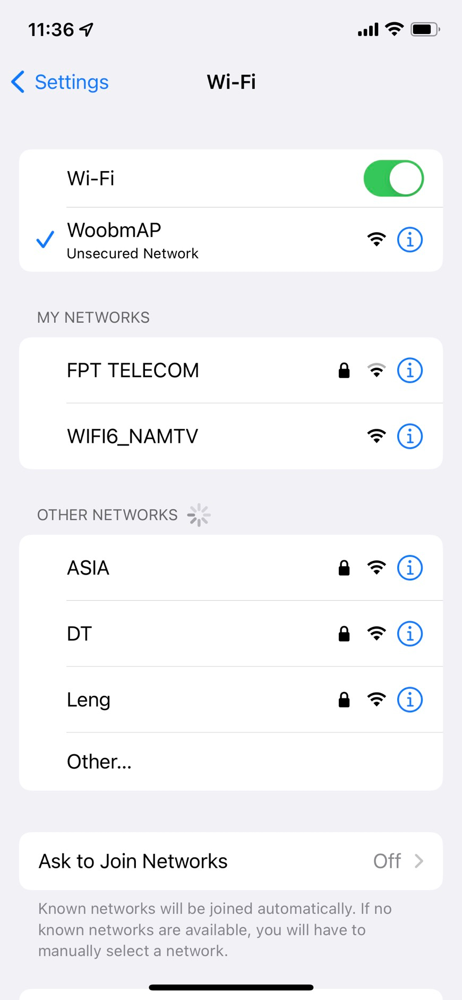 11:36
Settings
Wi-Fi
Wi-Fi
WoobmAP
Unsecured Network
MY NETWORKS
FPT TELECOM
WIFI6_NAMTV
OTHER NETWORKS
ASIA
DT
Leng
Other...
Ask to Join Networks Off
Known networks will be joined automatically. If no
known networks are available, you will have to
manually select a network.